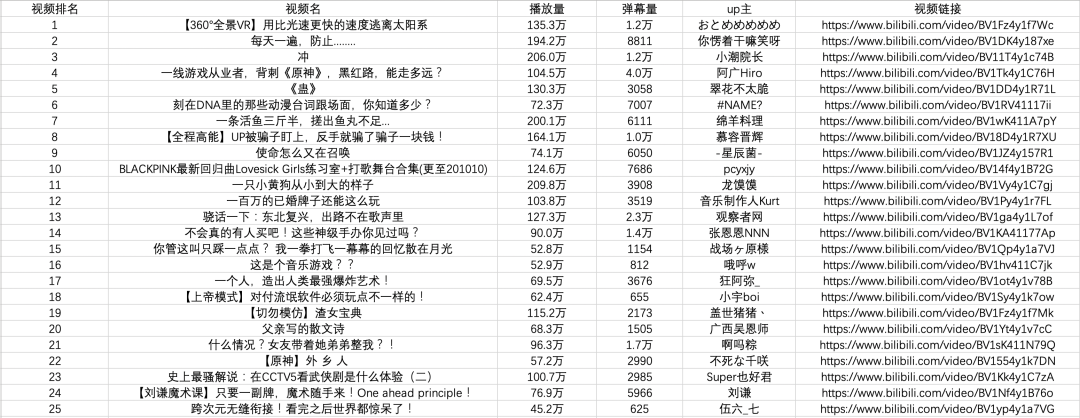 视频排名 视频名 播放量 弹幕量 up主 视频链接
1 【360°全景VR】用比光速更快的速度逃离太阳系 135.3万 1.2万 おとめめめめめ https://www.bilibili.com/video/BV1Fz4y1f7Wc
2 每天一遍，防止........ 194.2万 8811 你愣着干嘛笑呀 https://www.bilibili.com/video/BV1DK4y187xe
3 冲 206.0万 1.2万 小潮院长 https://www.bilibili.com/video/BV11T4y1c74B
4 一线游戏从业者，背刺《原神》，黑红路，能走多远？ 104.5万 4.0万 阿广Hiro https://www.bilibili.com/video/BV1Tk4y1C76H
5 《蛊》 130.3万 3058 翠花不太脆 https://www.bilibili.com/video/BV1DD4y1R71L
6 刻在DNA里的那些动漫台词跟场面，你知道多少？ 72.3万 7007 #NAME? https://www.bilibili.com/video/BV1RV41117ii
7 一条活鱼三斤半，搓出鱼丸不足... 200.1万 6111 绵羊料理 https://www.bilibili.com/video/BV1wK411A7pY
8 【全程高能】UP被骗子盯上，反手就骗了骗子一块钱！ 164.1万 1.0万 慕容晋辉 https://www.bilibili.com/video/BV18D4y1R7XU
9 使命怎么又在召唤 74.1万 6050 -星辰菌- https://www.bilibili.com/video/BV1JZ4y157R1
10 BLACKPINK最新回归曲Lovesick Girls练习室+打歌舞台合集(更至201010) 124.6万 7686 pcyxjy https://www.bilibili.com/video/BV14f4y1B72G
11 一只小黄狗从小到大的样子 209.8万 3908 龙馍馍 https://www.bilibili.com/video/BV1Vy4y1C7gj
12 一百万的已婚牌子还能这么玩 103.8万 3519 音乐制作人Kurt https://www.bilibili.com/video/BV1Py4y1r7FL
13 骁话一下：东北复兴，出路不在歌声里 127.3万 2.3万 观察者网 https://www.bilibili.com/video/BV1ga4y1L7of
14 不会真的有人买吧！这些神级手办你见过吗？ 90.0万 1.4万 张恩恩NNN https://www.bilibili.com/video/BV1KA41177Ap
15 你管这叫只踩一点点？ 我一拳打飞一幕幕的回忆散在月光 52.8万 1154 战场ヶ原様 https://www.bilibili.com/video/BV1Qp4y1a7VJ
16 这是个音乐游戏？？ 52.9万 812 哦呼w https://www.bilibili.com/video/BV1hv411C7jk
17 一个人，造出人类最强爆炸艺术！ 69.5万 3676 狂阿弥_ https://www.bilibili.com/video/BV1ot4y1v78B
18 【上帝模式】对付流氓软件必须玩点不一样的！ 62.4万 655 小宇boi https://www.bilibili.com/video/BV1Sy4y1k7ow
19 【切勿模仿】渣女宝典 115.2万 2173 盖世猪猪丶 https://www.bilibili.com/video/BV1Fz4y1f7Mk
20 父亲写的散文诗 68.3万 1505 广西吴恩师 https://www.bilibili.com/video/BV1Yt4y1v7cC
21 什么情况？女友带着她弟弟整我？！ 96.3万 1.7万 啊吗粽 https://www.bilibili.com/video/BV1sK411N79Q
22 【原神】外 乡 人 57.2万 2990 不死な千咲 https://www.bilibili.com/video/BV1554y1k7DN
23 史上最骚解说：在CCTV5看武侠剧是什么体验（二） 100.7万 2985 Super也好君 https://www.bilibili.com/video/BV1Kk4y1C7zA
24 【刘谦魔术课】只要一副牌，魔术随手来！One ahead principle！ 76.9万 5966 刘谦 https://www.bilibili.com/video/BV1Nf4y1B76o
25 跨次元无缝衔接！看完之后世界都惊呆了！ 45.2万 625 伍六_七 https://www.bilibili.com/video/BV1yp4y1a7VG